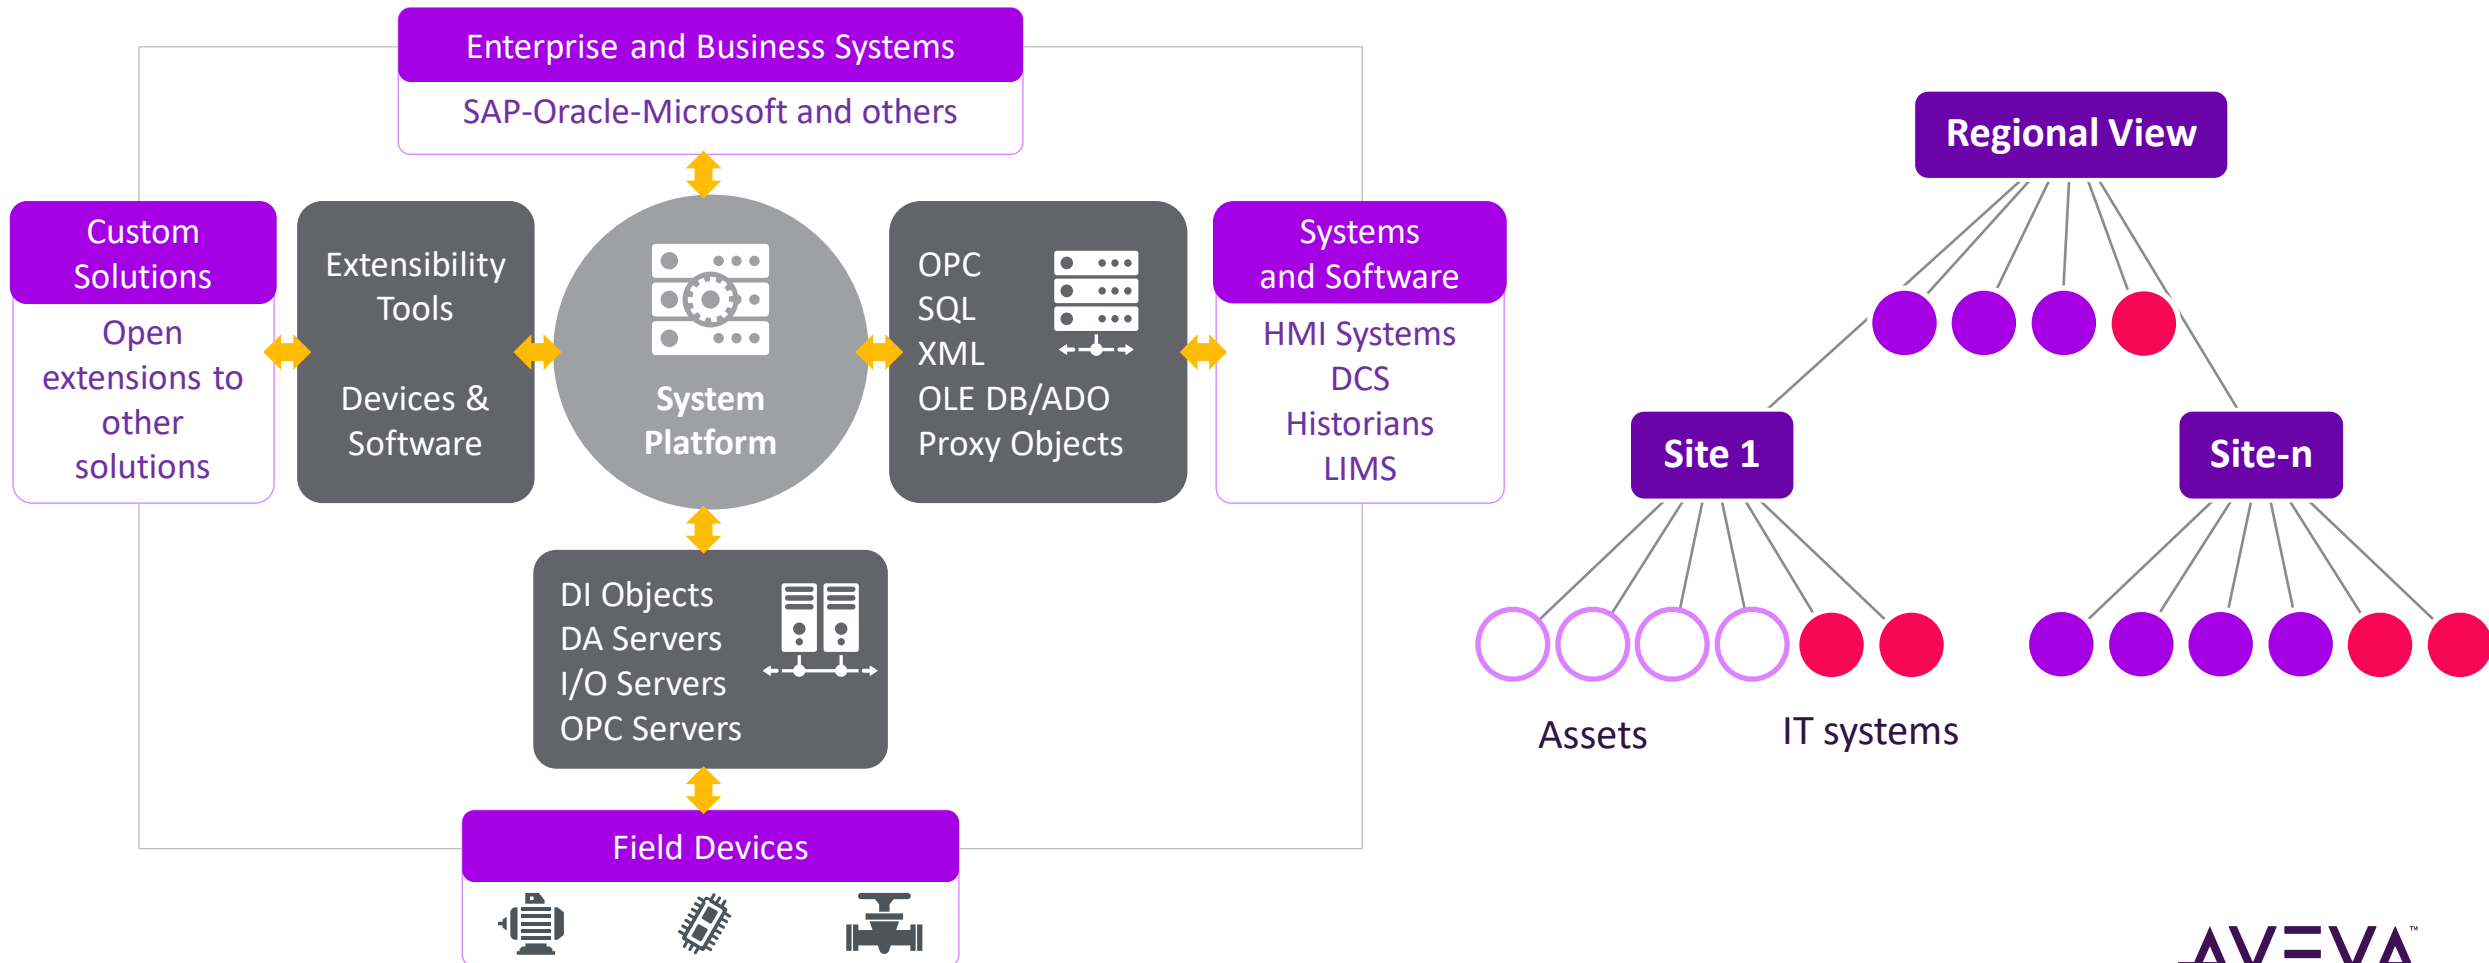 Enterprise and Business Systems
SAP-Oracle-Microsoft and others
Custom
Solutions
Open
extensions to
other
solutions
Extensibility
Tools
Devices &
Software
System
Platform
OPC
SQL
XML
OLE DB/ADO
Proxy Objects
Systems
and Software
HMI Systems
DCS
Historians
LIMS
DI Objects
DA Servers
I/O Servers
OPC Servers
Field Devices
Regional View
Site 1
Site-n
Assets
IT systems
AVEVA™